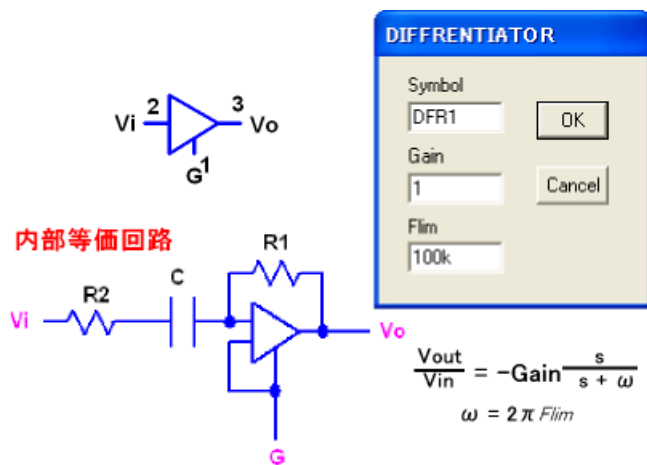 DIFFRENTIATOR
Symbol
DFR1
OK
Gain
1
Cancel
Flim
100k
Vi 2 3 Vo
G 1
内部等価回路
R1
C
R2
Vi
Vo
G
Vout/Vin = -Gain s/(s + ω)
ω = 2π Flim